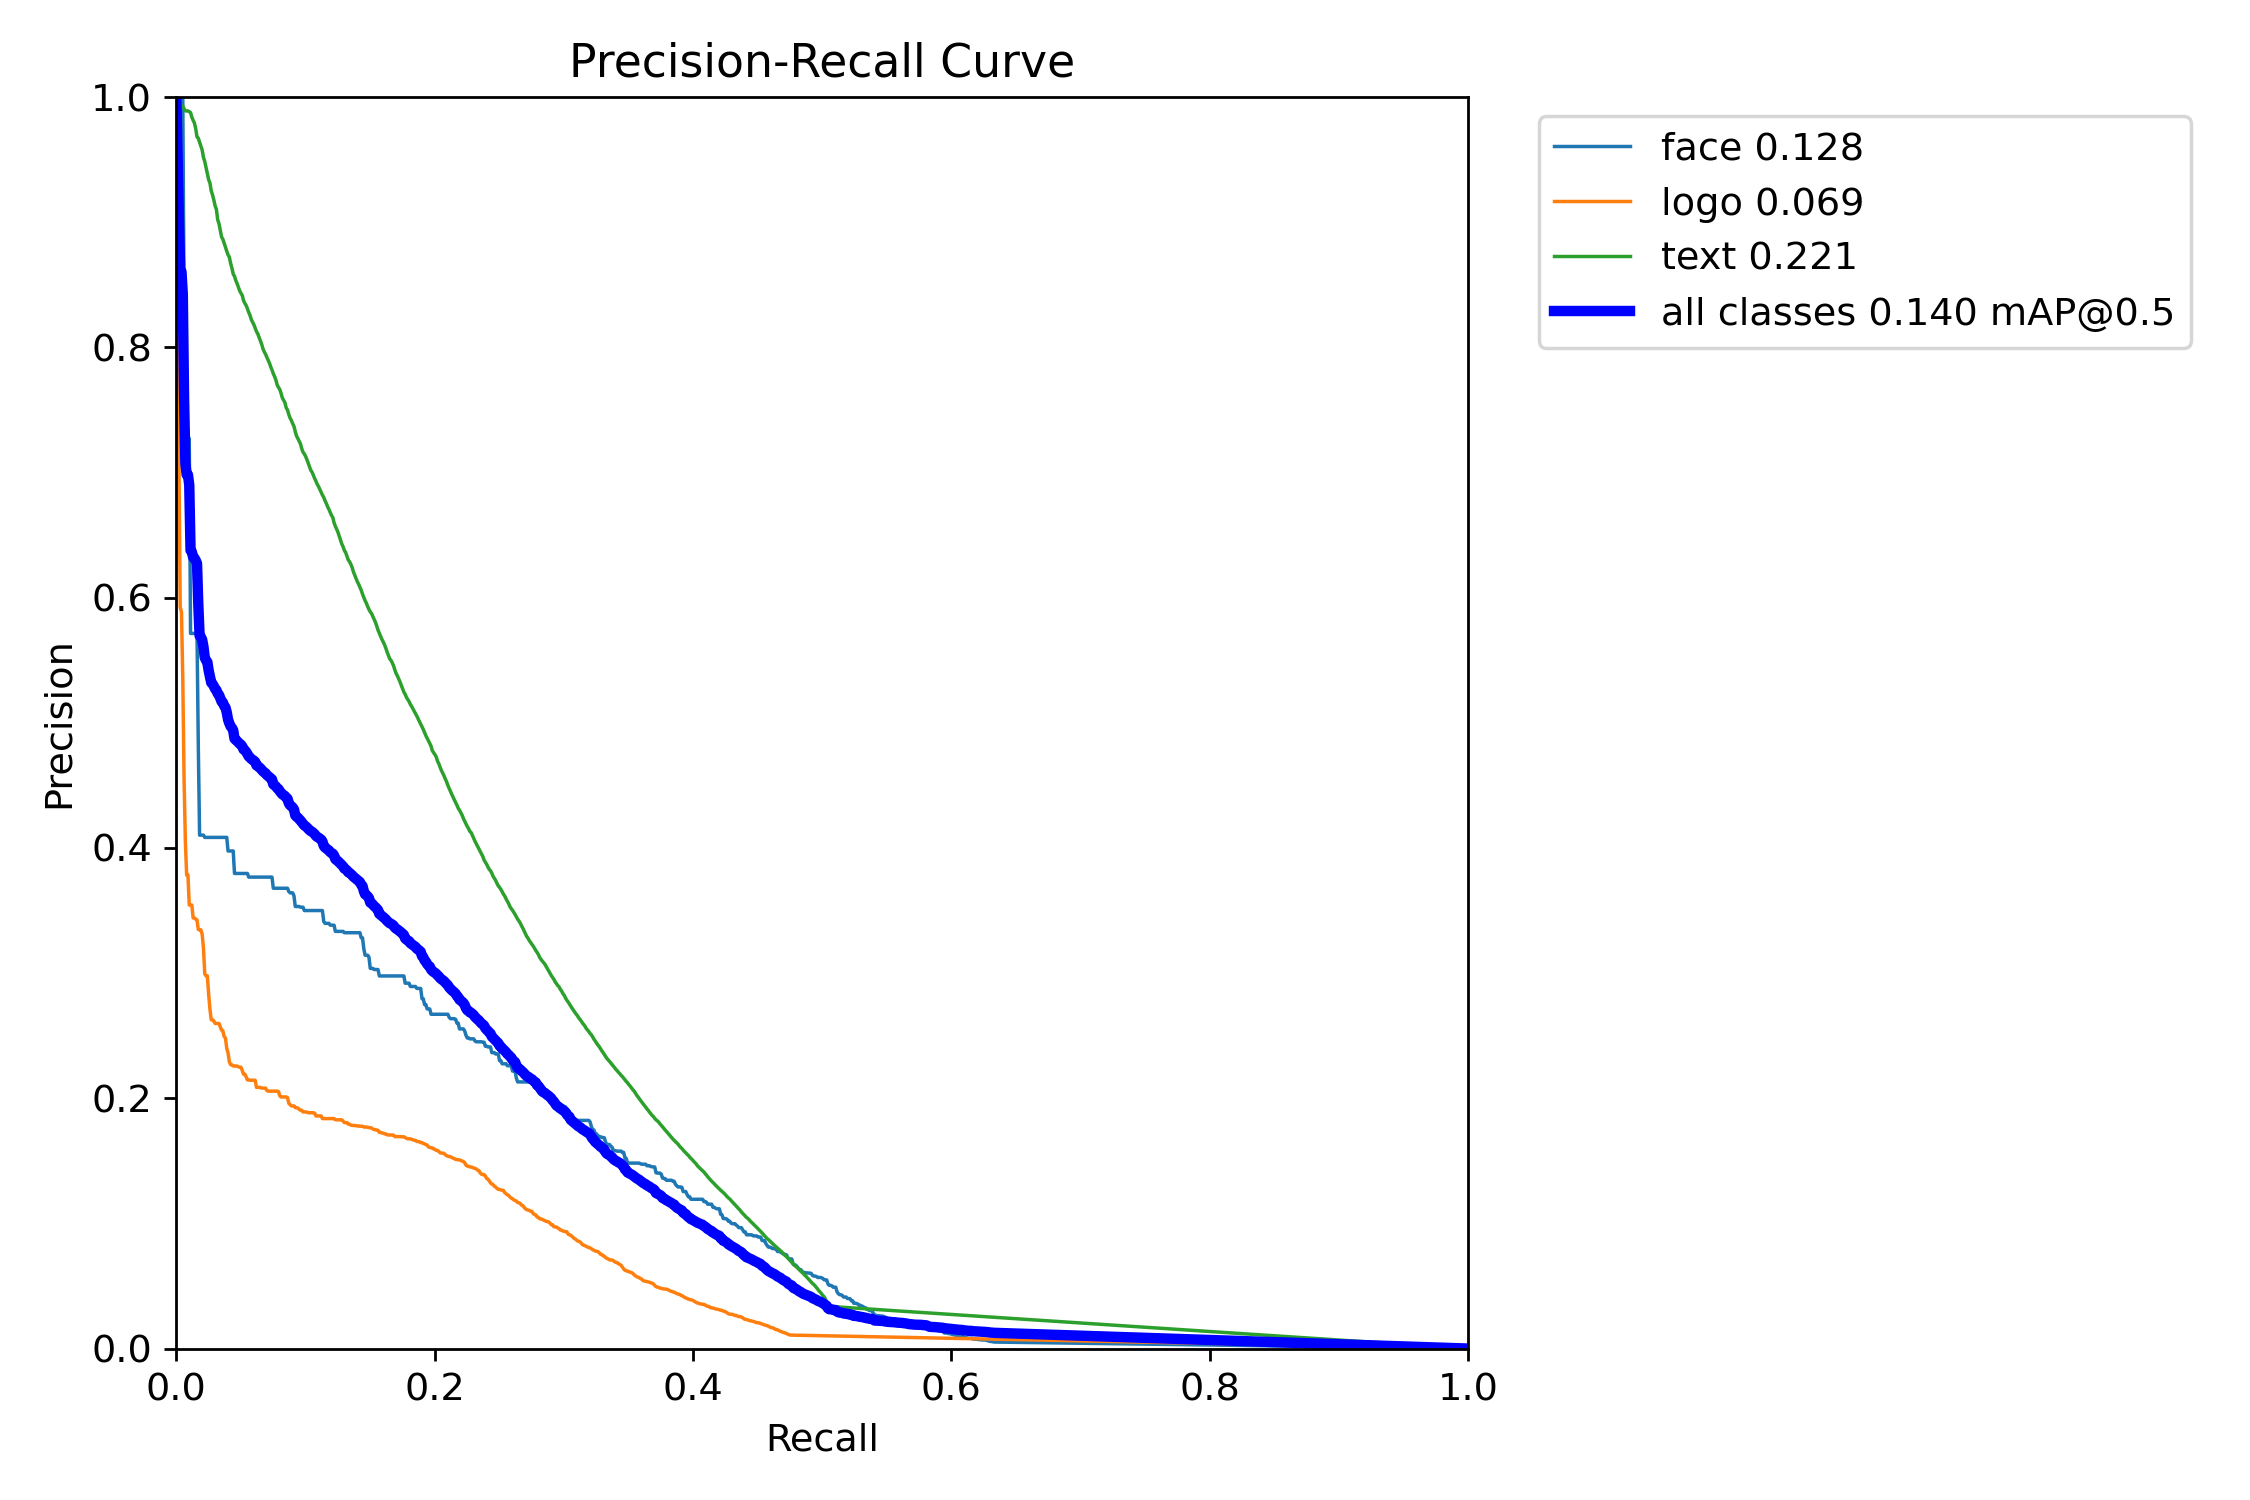 Precision-Recall Curve
1.0
0.8
0.6
0.4
0.2
0.0
Precision
0.0 0.2 0.4 0.6 0.8 1.0
Recall
face 0.128
logo 0.069
text 0.221
all classes 0.140 mAP@0.5